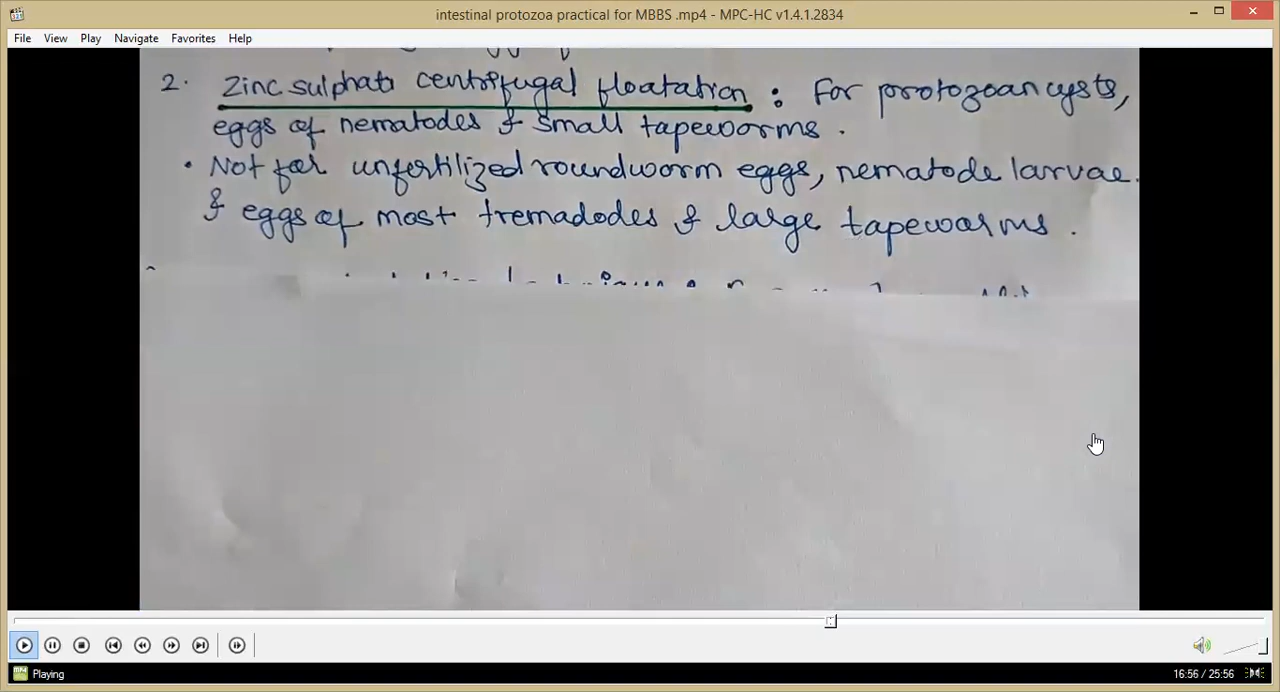 intestinal protozoa practical for MBBS .mp4 - MPC-HC v1.4.1.2834
File View Play Navigate Favorites Help
2. Zinc sulphate centrifugal floatation : For protozoan cysts,
eggs of nematodes & small tapeworms .
• Not for unfertilized roundworm eggs, nematode larvae.
& eggs of most tremadodes & large tapeworms .
Playing
16:56 / 25:56